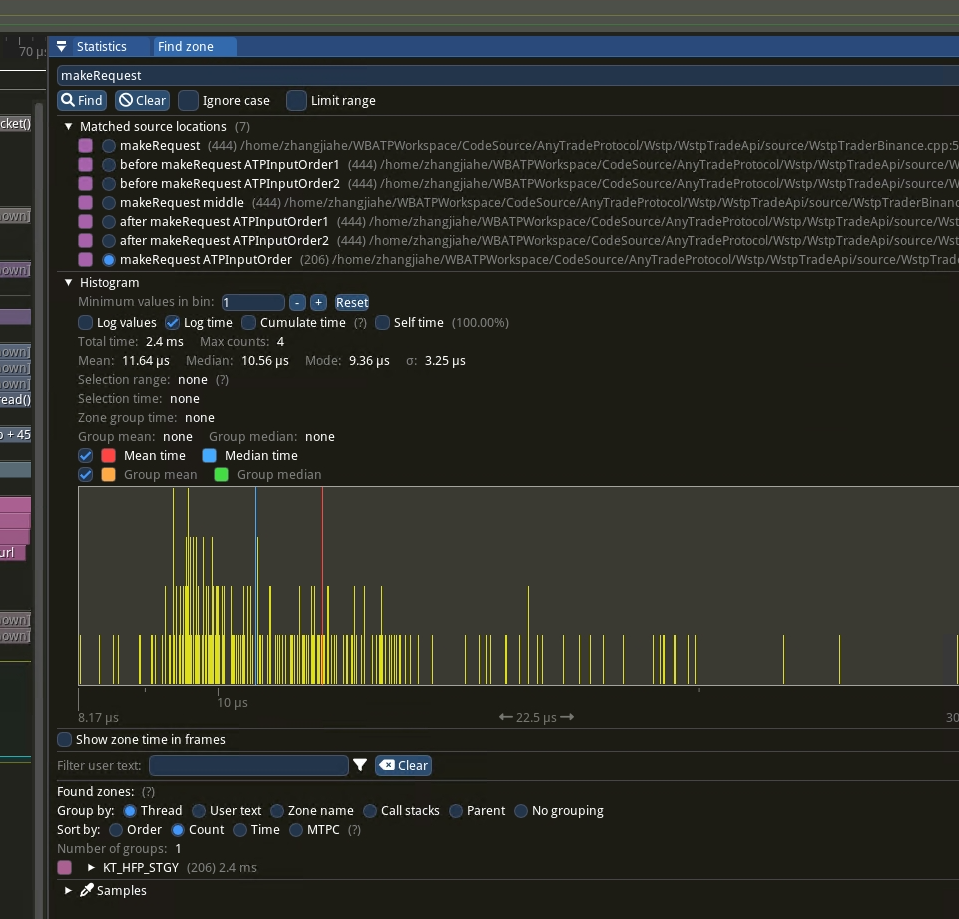 70 µs
Statistics Find zone
makeRequest
Find Clear Ignore case Limit range
cket()
Matched source locations (7)
makeRequest (444) /home/zhangjiahe/WBATPWorkspace/CodeSource/AnyTradeProtocol/Wstp/WstpTradeApi/source/WstpTraderBinance.cpp:5
before makeRequest ATPInputOrder1 (444) /home/zhangjiahe/WBATPWorkspace/CodeSource/AnyTradeProtocol/Wstp/WstpTradeApi/source/W
before makeRequest ATPInputOrder2 (444) /home/zhangjiahe/WBATPWorkspace/CodeSource/AnyTradeProtocol/Wstp/WstpTradeApi/source/W
makeRequest middle (444) /home/zhangjiahe/WBATPWorkspace/CodeSource/AnyTradeProtocol/Wstp/WstpTradeApi/source/WstpTraderBinanc
own]
after makeRequest ATPInputOrder1 (444) /home/zhangjiahe/WBATPWorkspace/CodeSource/AnyTradeProtocol/Wstp/WstpTradeApi/source/Wst
after makeRequest ATPInputOrder2 (444) /home/zhangjiahe/WBATPWorkspace/CodeSource/AnyTradeProtocol/Wstp/WstpTradeApi/source/Wst
makeRequest ATPInputOrder (206) /home/zhangjiahe/WBATPWorkspace/CodeSource/AnyTradeProtocol/Wstp/WstpTradeApi/source/WstpTrade
own]
Histogram
Minimum values in bin: 1 - + Reset
Log values Log time Cumulate time (?) Self time (100.00%)
Total time: 2.4 ms Max counts: 4
own]
Mean: 11.64 µs Median: 10.56 µs Mode: 9.36 µs σ: 3.25 µs
own]
Selection range: none (?)
own]
Selection time: none
read()
Zone group time: none
Group mean: none Group median: none
o + 45
Mean time Median time
Group mean Group median
url
own]
own]
10 µs
8.17 µs 22.5 µs 30
Show zone time in frames
Filter user text: Clear
Found zones: (?)
Group by: Thread User text Zone name Call stacks Parent No grouping
Sort by: Order Count Time MTPC (?)
Number of groups: 1
KT_HFP_STGY (206) 2.4 ms
Samples